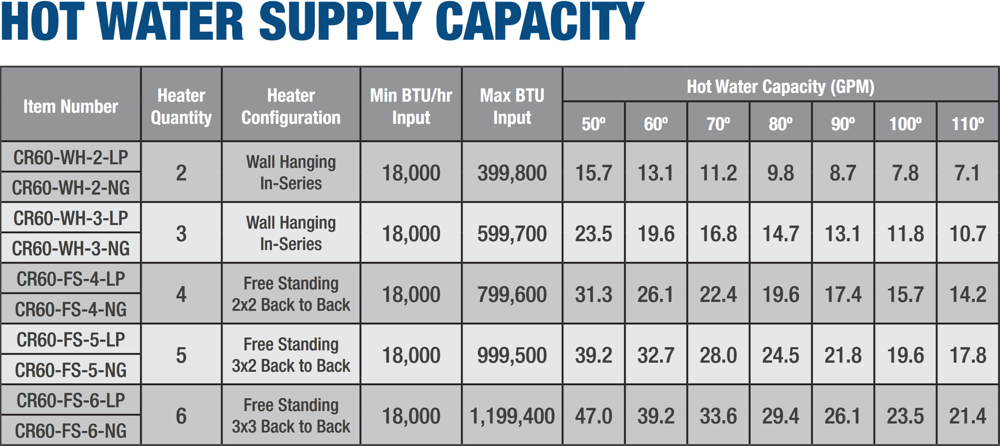 HOT WATER SUPPLY CAPACITY
Item Number Heater Quantity Heater Configuration Min BTU/hr Input Max BTU Input Hot Water Capacity (GPM)
50º 60º 70º 80º 90º 100º 110º
CR60-WH-2-LP
CR60-WH-2-NG
2 Wall Hanging In-Series 18,000 399,800 15.7 13.1 11.2 9.8 8.7 7.8 7.1
CR60-WH-3-LP
CR60-WH-3-NG
3 Wall Hanging In-Series 18,000 599,700 23.5 19.6 16.8 14.7 13.1 11.8 10.7
CR60-FS-4-LP
CR60-FS-4-NG
4 Free Standing 2x2 Back to Back 18,000 799,600 31.3 26.1 22.4 19.6 17.4 15.7 14.2
CR60-FS-5-LP
CR60-FS-5-NG
5 Free Standing 3x2 Back to Back 18,000 999,500 39.2 32.7 28.0 24.5 21.8 19.6 17.8
CR60-FS-6-LP
CR60-FS-6-NG
6 Free Standing 3x3 Back to Back 18,000 1,199,400 47.0 39.2 33.6 29.4 26.1 23.5 21.4